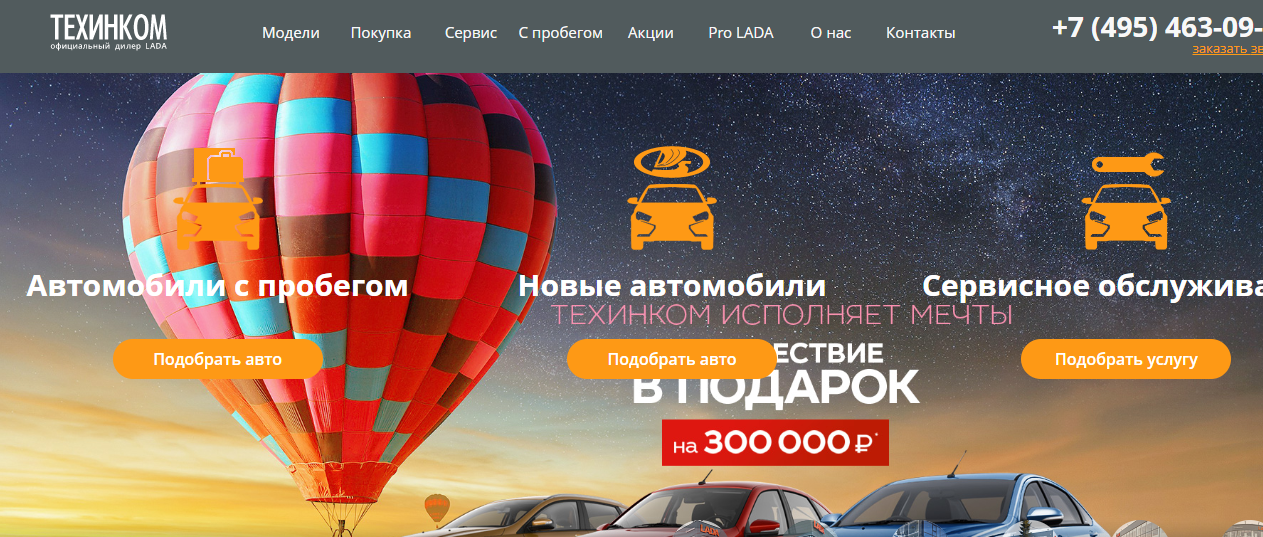 ТЕХИНКОМ
официальный дилер LADA
Модели Покупка Сервис С пробегом Акции Pro LADA О нас Контакты
+7 (495) 463-09-
заказать зв
Автомобили с пробегом
Новые автомобили
Сервисное обслужива
ТЕХИНКОМ ИСПОЛНЯЕТ МЕЧТЫ
Подобрать авто
Подобрать авто
Подобрать услугу
ЕСТВИЕ
В ПОДАРОК
на 300 000 ₽*